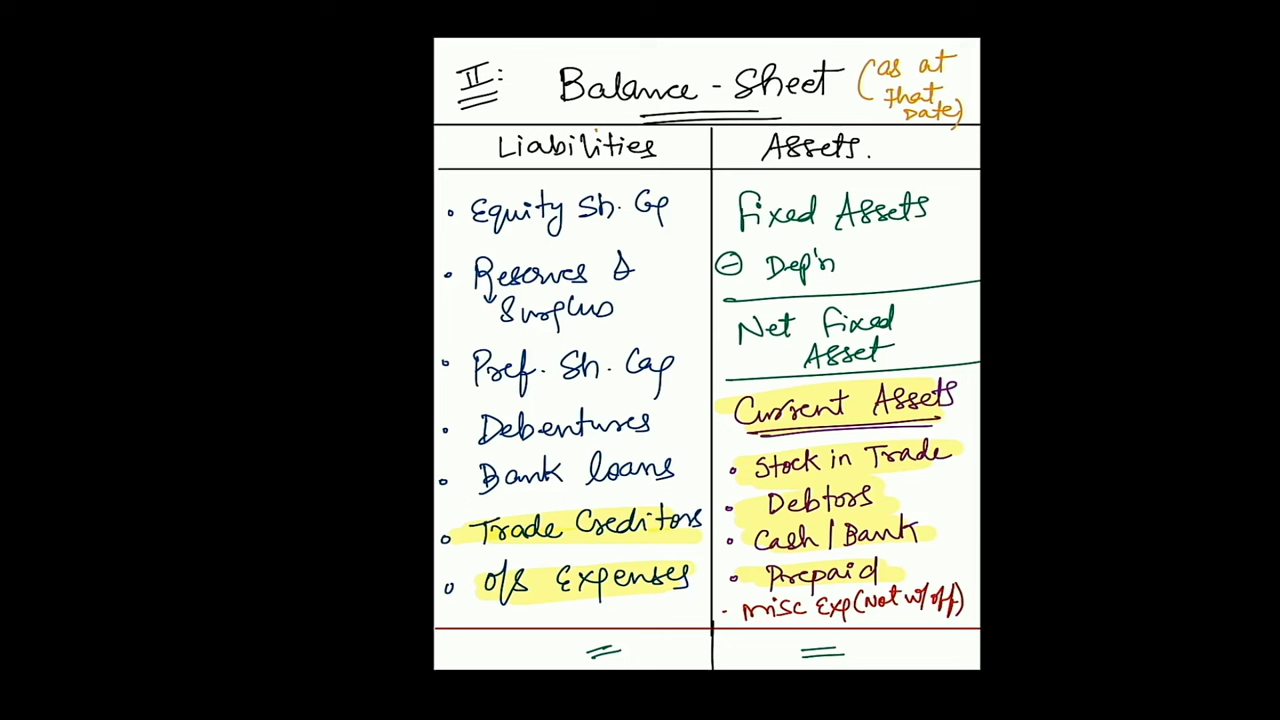 II: Balance - Sheet (as at that Date)
Liabilities
• Equity Sh. Cap
• Reserves & Surplus
• Pref. Sh. Cap
• Debentures
• Bank loans
• Trade Creditors
• O/s Expenses
Assets.
Fixed Assets
⊖ Dep'n
Net Fixed Asset
Current Assets
• Stock in Trade
• Debtors
• Cash / Bank
• Prepaid
- misc Exp (Not w/off)